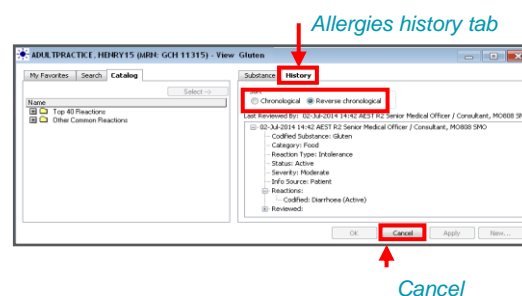 Allergies history tab
ADULTPRACTICE, HENRY15 (MRN: GCH 11315) - View Gluten
My Favorites Search Catalog
Substance History
Select ->
Sort
Chronological Reverse chronological
Name
Top 40 Reactions
Other Common Reactions
Last Reviewed By: 02-Jul-2014 14:42 AEST R2 Senior Medical Officer / Consultant, MO808 SM
02-Jul-2014 14:42 AEST R2 Senior Medical Officer / Consultant, MO808 SMO
Codified Substance: Gluten
Category: Food
Reaction Type: Intolerance
Status: Active
Severity: Moderate
Info Source: Patient
Reactions:
Codified: Diarrhoea (Active)
Reviewed:
OK Cancel Apply New...
Cancel